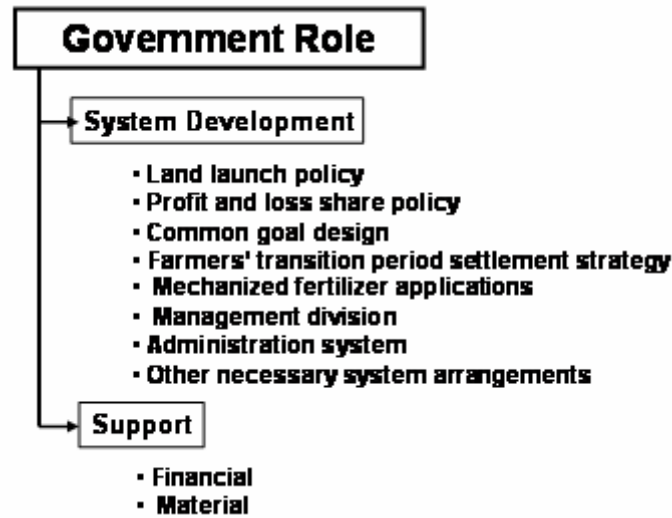 Government Role
System Development
· Land launch policy
· Profit and loss share policy
· Common goal design
· Farmers' transition period settlement strategy
· Mechanized fertilizer applications
· Management division
· Administration system
· Other necessary system arrangements
Support
· Financial
· Material